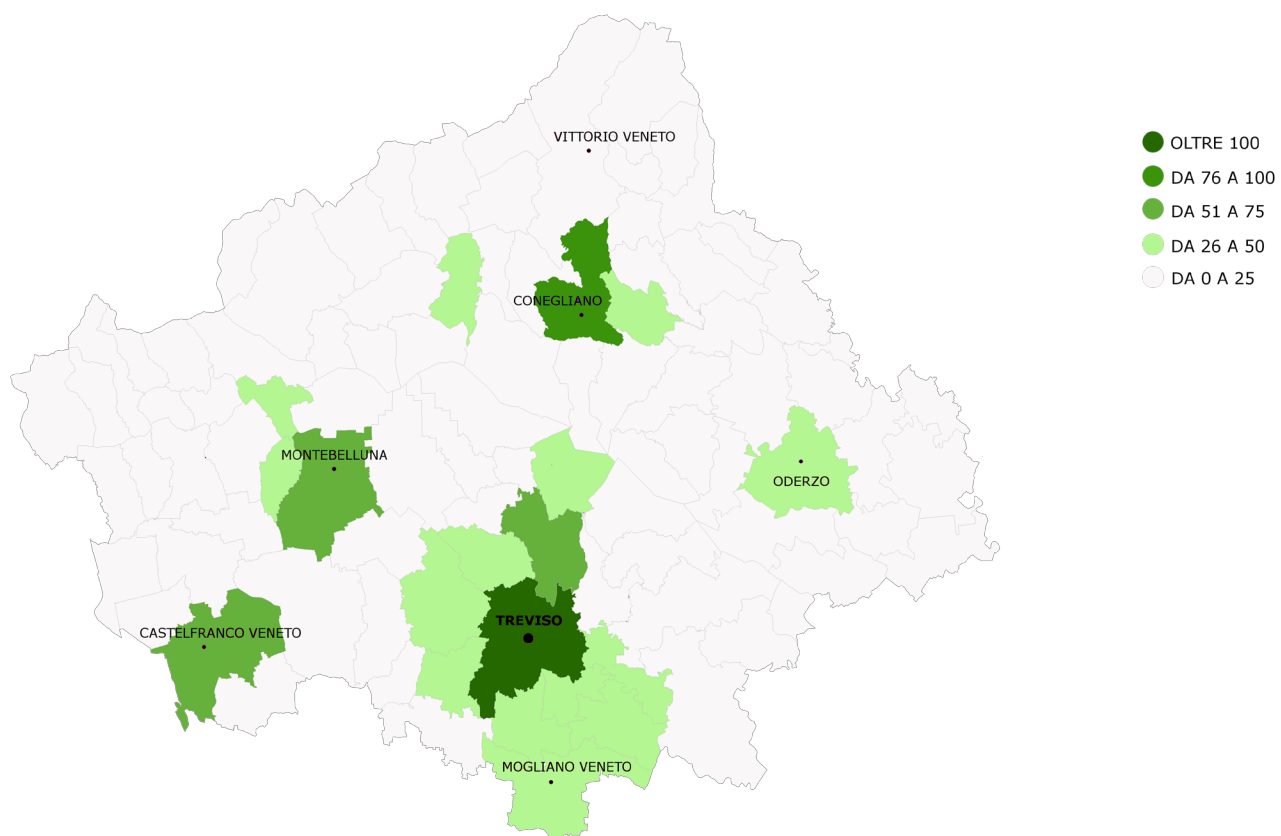 VITTORIO VENETO
OLTRE 100
DA 76 A 100
DA 51 A 75
DA 26 A 50
DA 0 A 25
CONEGLIANO
MONTEBELLUNA
ODERZO
TREVISO
CASTELFRANCO VENETO
MOGLIANO VENETO